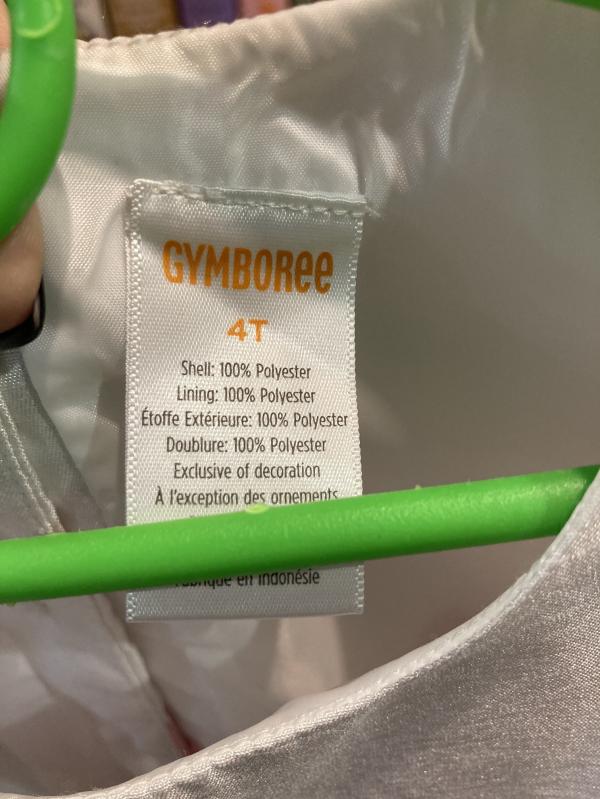 GYMBOREE
4T
Shell: 100% Polyester
Lining: 100% Polyester
Étoffe Extérieure: 100% Polyester
Doublure: 100% Polyester
Exclusive of decoration
À l'exception des ornements
en Indonésie